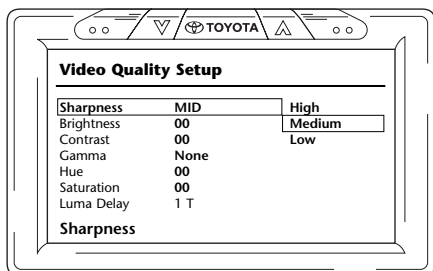 TOYOTA
Video Quality Setup
Sharpness MID High
Brightness 00 Medium
Contrast 00 Low
Gamma None
Hue 00
Saturation 00
Luma Delay 1 T
Sharpness